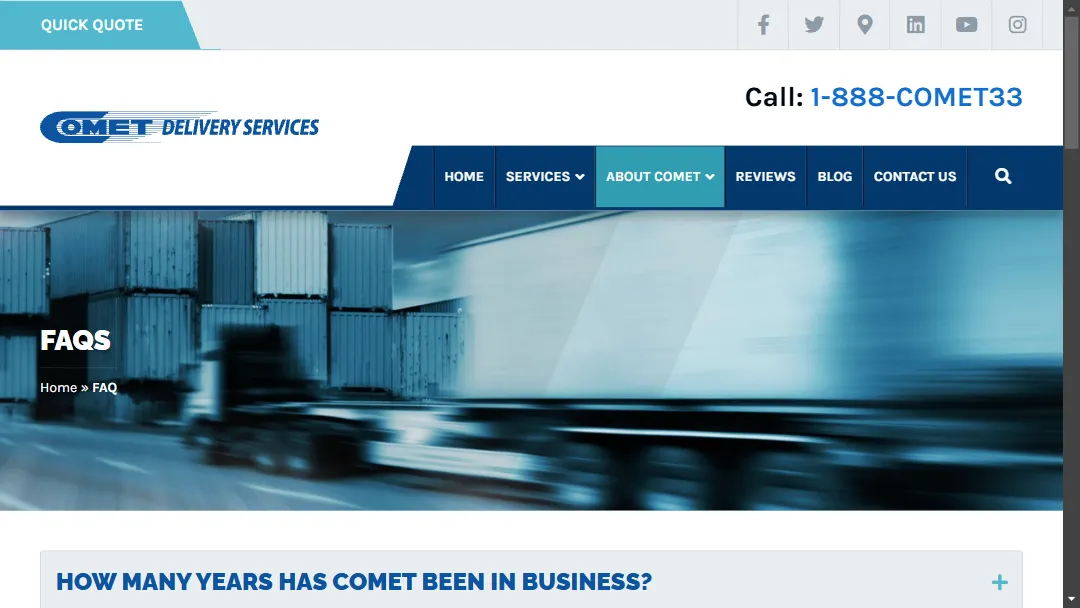 QUICK QUOTE
Call: 1-888-COMET33
COMET DELIVERY SERVICES
HOME SERVICES ABOUT COMET REVIEWS BLOG CONTACT US
FAQS
Home » FAQ
HOW MANY YEARS HAS COMET BEEN IN BUSINESS?